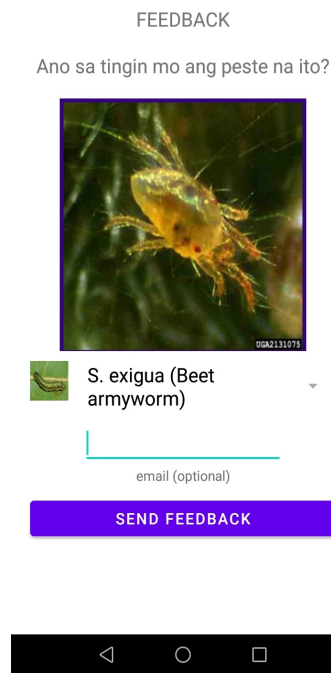 FEEDBACK
Ano sa tingin mo ang peste na ito?
UGA2131075
S. exigua (Beet
armyworm)
email (optional)
SEND FEEDBACK